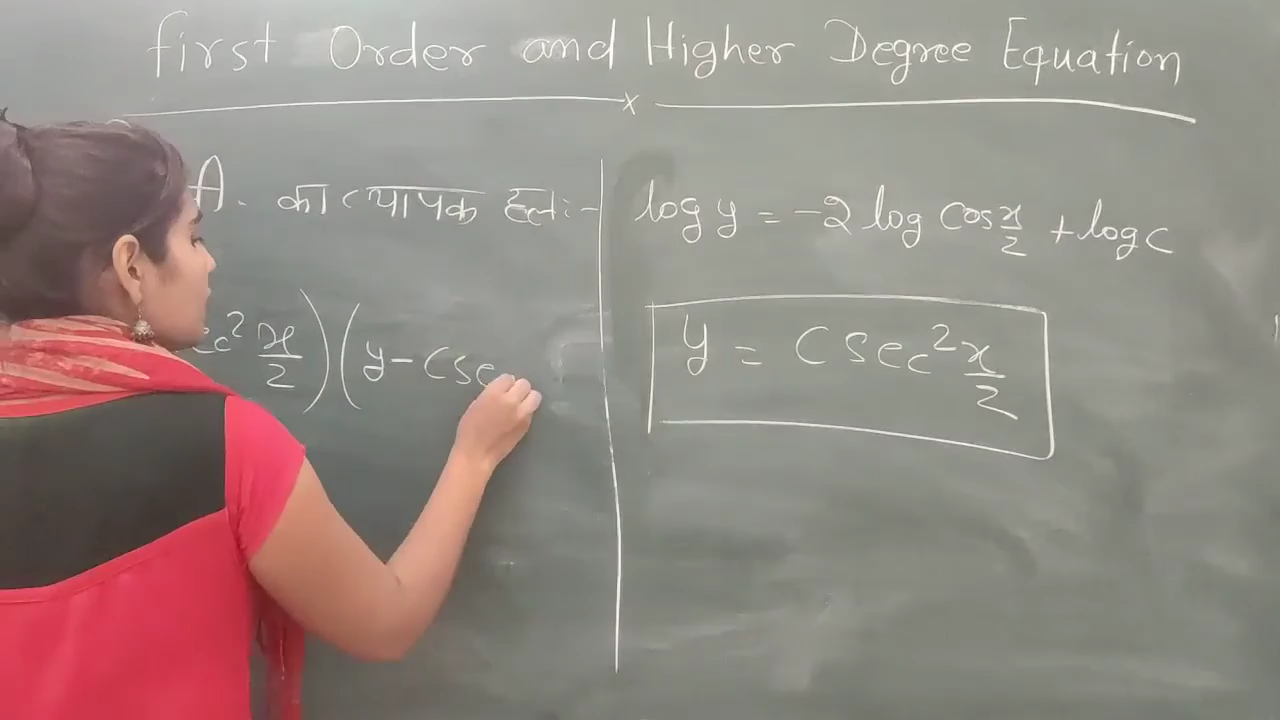 first Order and Higher Degree Equation
A. का व्यापक हल:-
c² x/2)(y-Cse
log y = -2 log Cos x/2 + log C
y = C sec² x/2